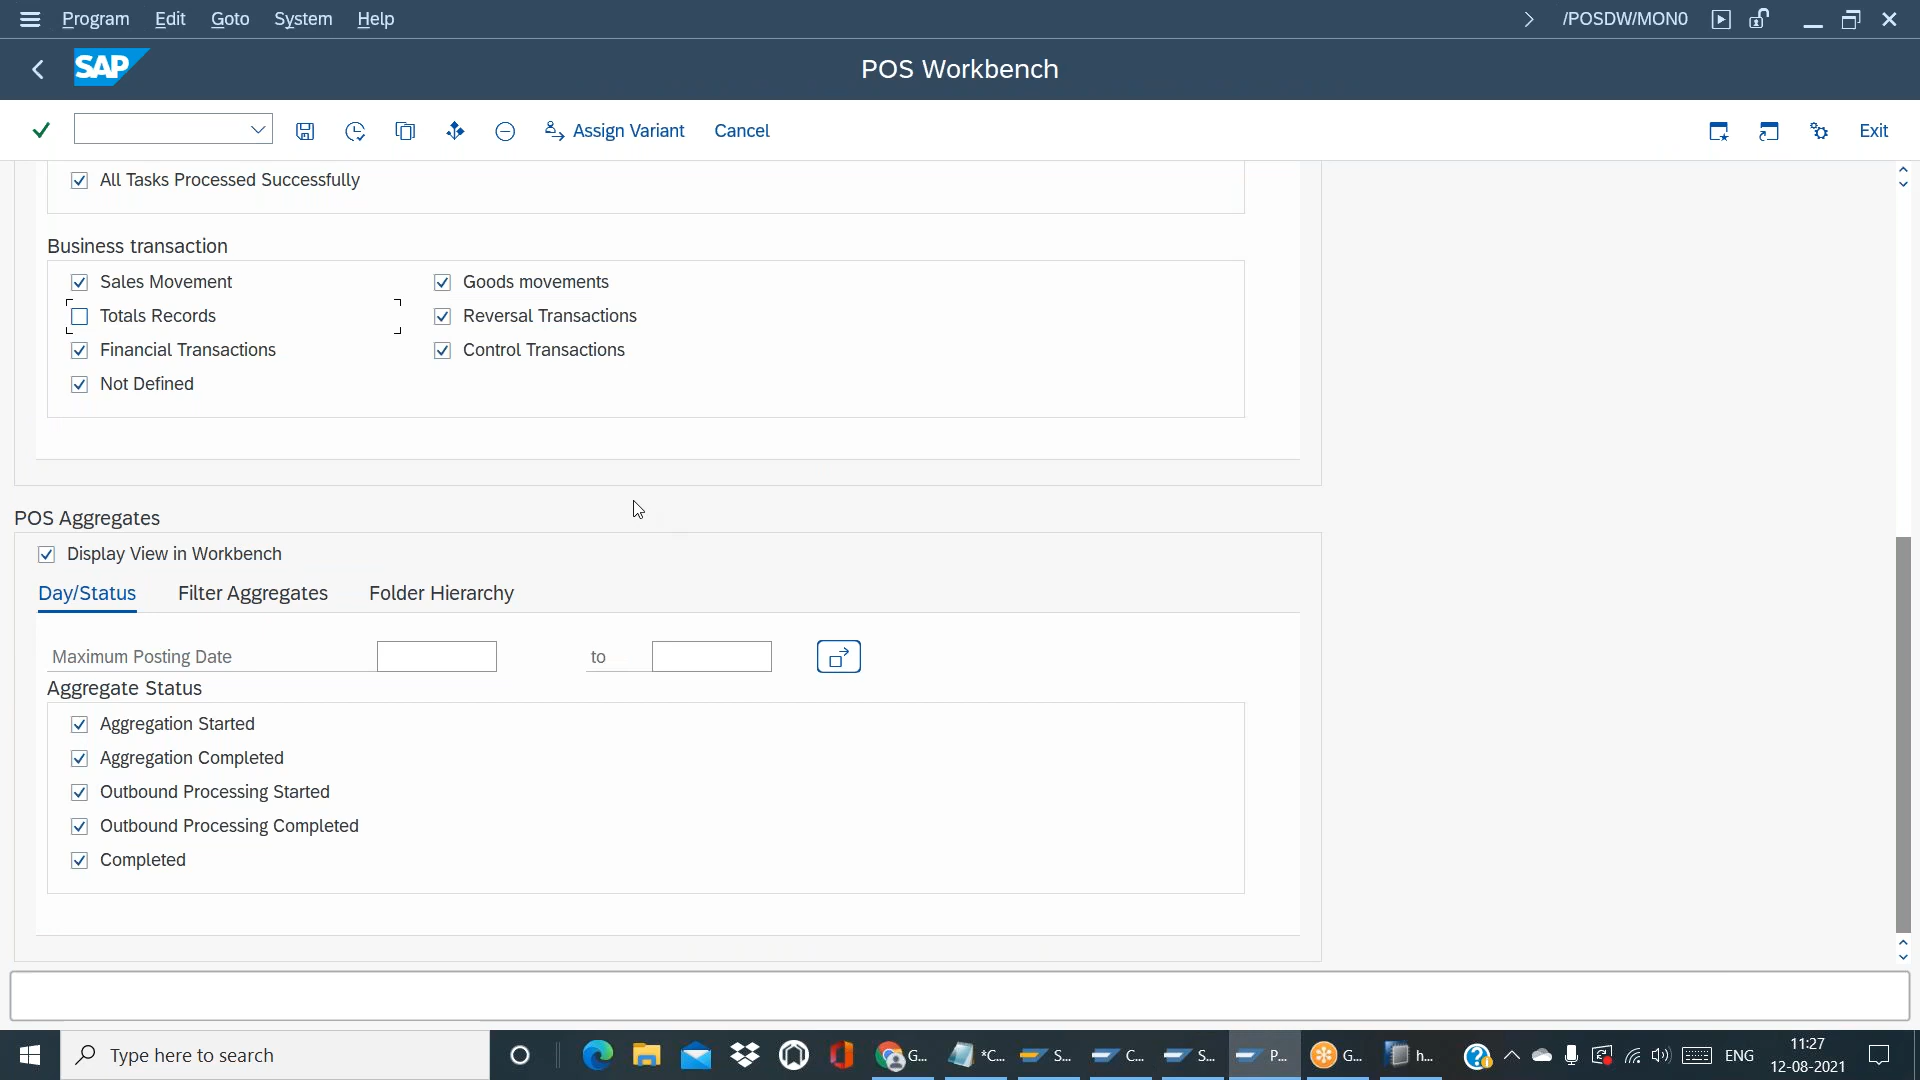 Program Edit Goto System Help /POSDW/MON0
SAP POS Workbench
Assign Variant Cancel Exit
All Tasks Processed Successfully
Business transaction
Sales Movement Goods movements
Totals Records Reversal Transactions
Financial Transactions Control Transactions
Not Defined
POS Aggregates
Display View in Workbench
Day/Status Filter Aggregates Folder Hierarchy
Maximum Posting Date to
Aggregate Status
Aggregation Started
Aggregation Completed
Outbound Processing Started
Outbound Processing Completed
Completed
Type here to search G... *C... S... C... S... P... G... h... ENG 11:27
12-08-2021